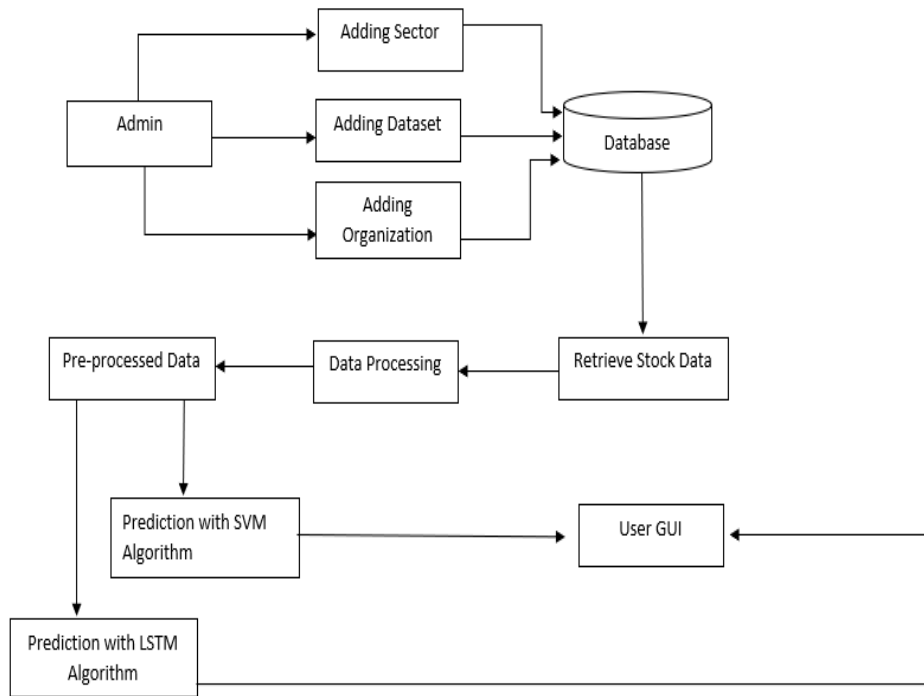 Adding Sector
Admin
Adding Dataset
Database
Adding
Organization
Pre-processed Data
Data Processing
Retrieve Stock Data
Prediction with SVM
Algorithm
User GUI
Prediction with LSTM
Algorithm